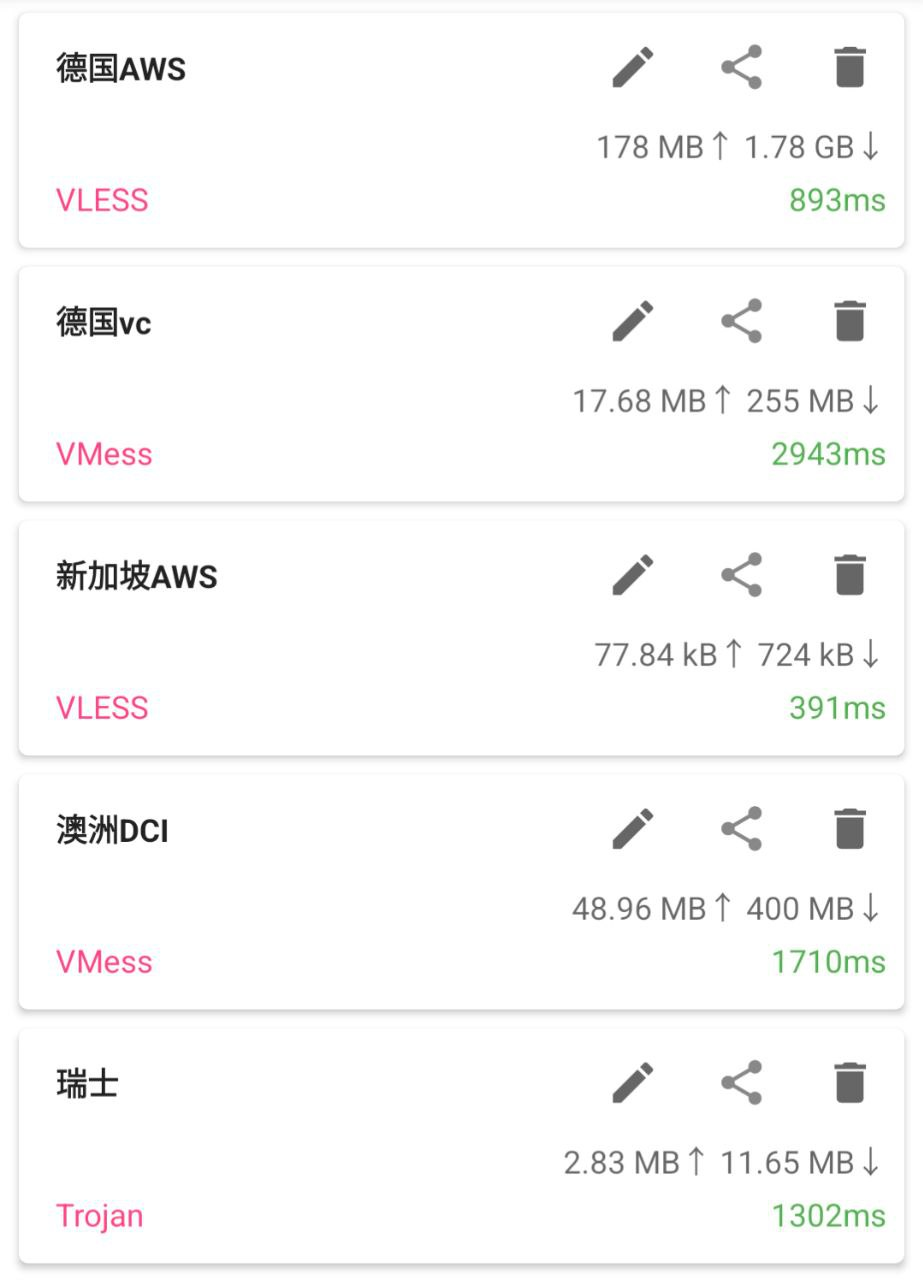 德国AWS
178 MB↑ 1.78 GB↓
VLESS 893ms
德国vc
17.68 MB↑ 255 MB↓
VMess 2943ms
新加坡AWS
77.84 kB↑ 724 kB↓
VLESS 391ms
澳洲DCI
48.96 MB↑ 400 MB↓
VMess 1710ms
瑞士
2.83 MB↑ 11.65 MB↓
Trojan 1302ms